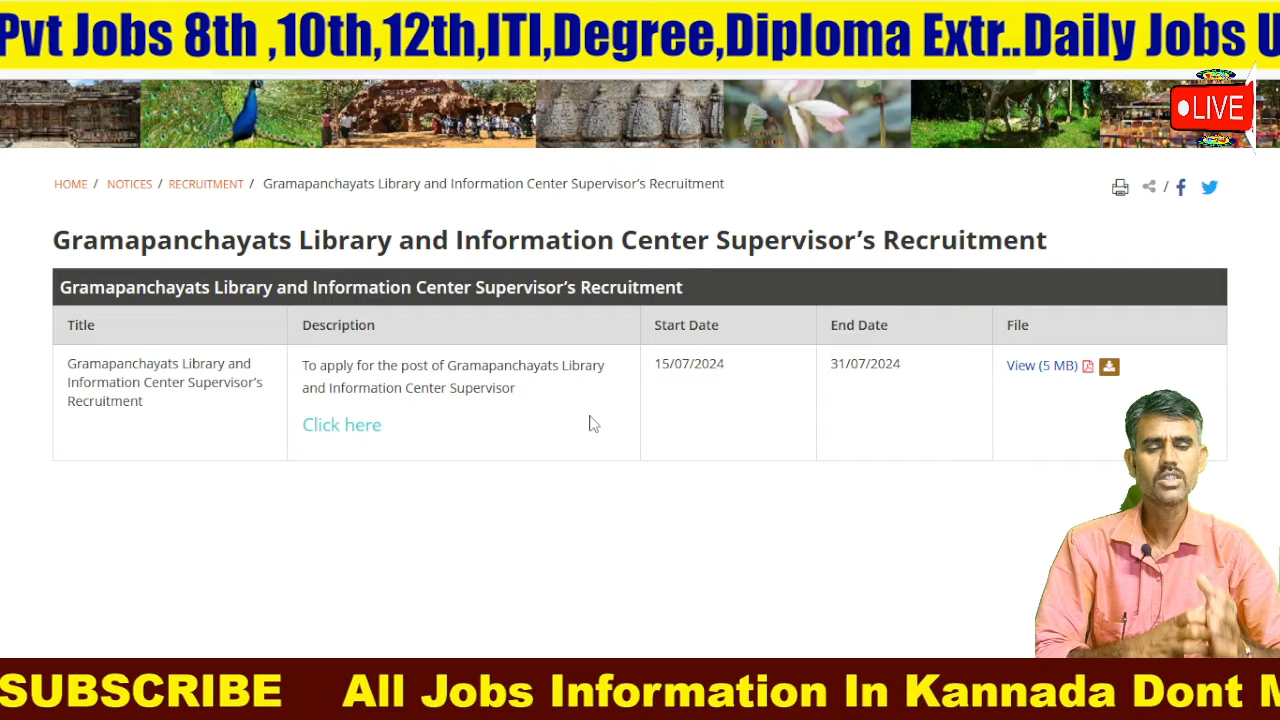 Pvt Jobs 8th ,10th,12th,ITI,Degree,Diploma Extr..Daily Jobs U
LIVE
HOME / NOTICES / RECRUITMENT / Gramapanchayats Library and Information Center Supervisor’s Recruitment
Gramapanchayats Library and Information Center Supervisor’s Recruitment
Gramapanchayats Library and Information Center Supervisor’s Recruitment
Title Description Start Date End Date File
Gramapanchayats Library and
Information Center Supervisor’s
Recruitment
To apply for the post of Gramapanchayats Library
and Information Center Supervisor
Click here
15/07/2024
31/07/2024
View (5 MB)
SUBSCRIBE All Jobs Information In Kannada Dont M